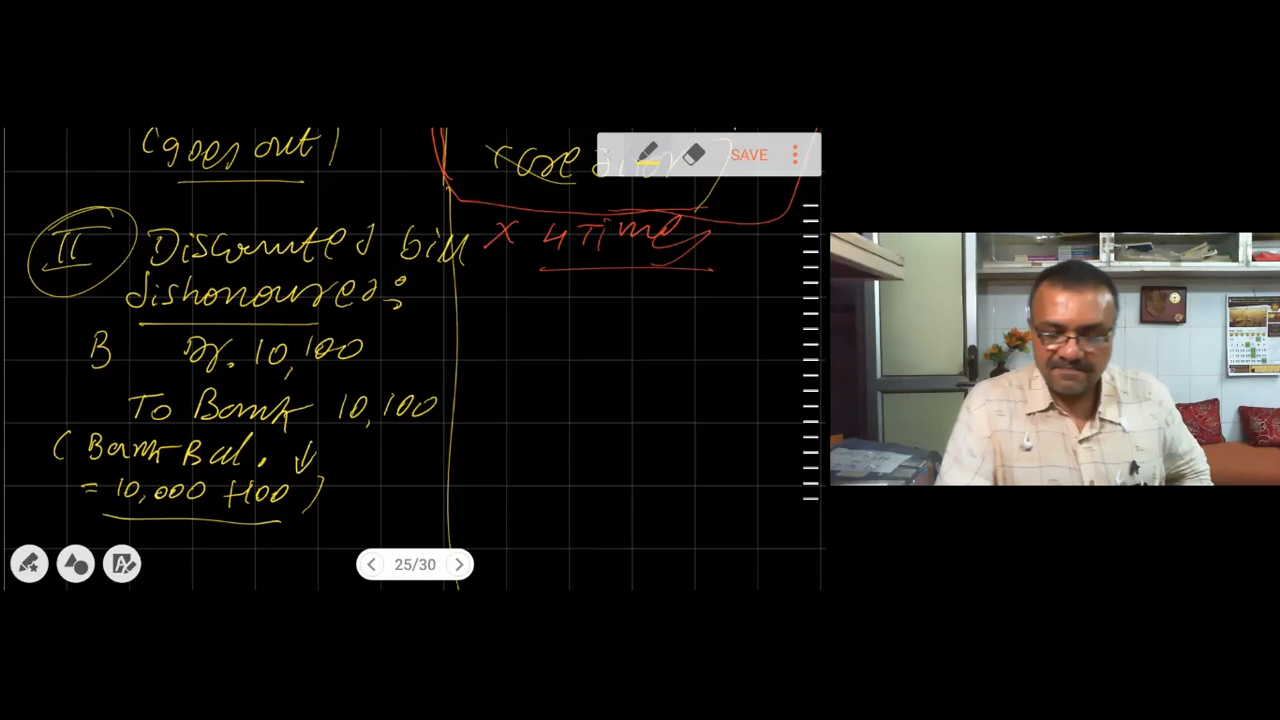 (goes out)
II Discounted bill
dishonoured:
B Dr. 10,100
To Bank 10,100
(Bank Bal. ↓
= 10,000 +100)
x 4 Times
SAVE
25/30